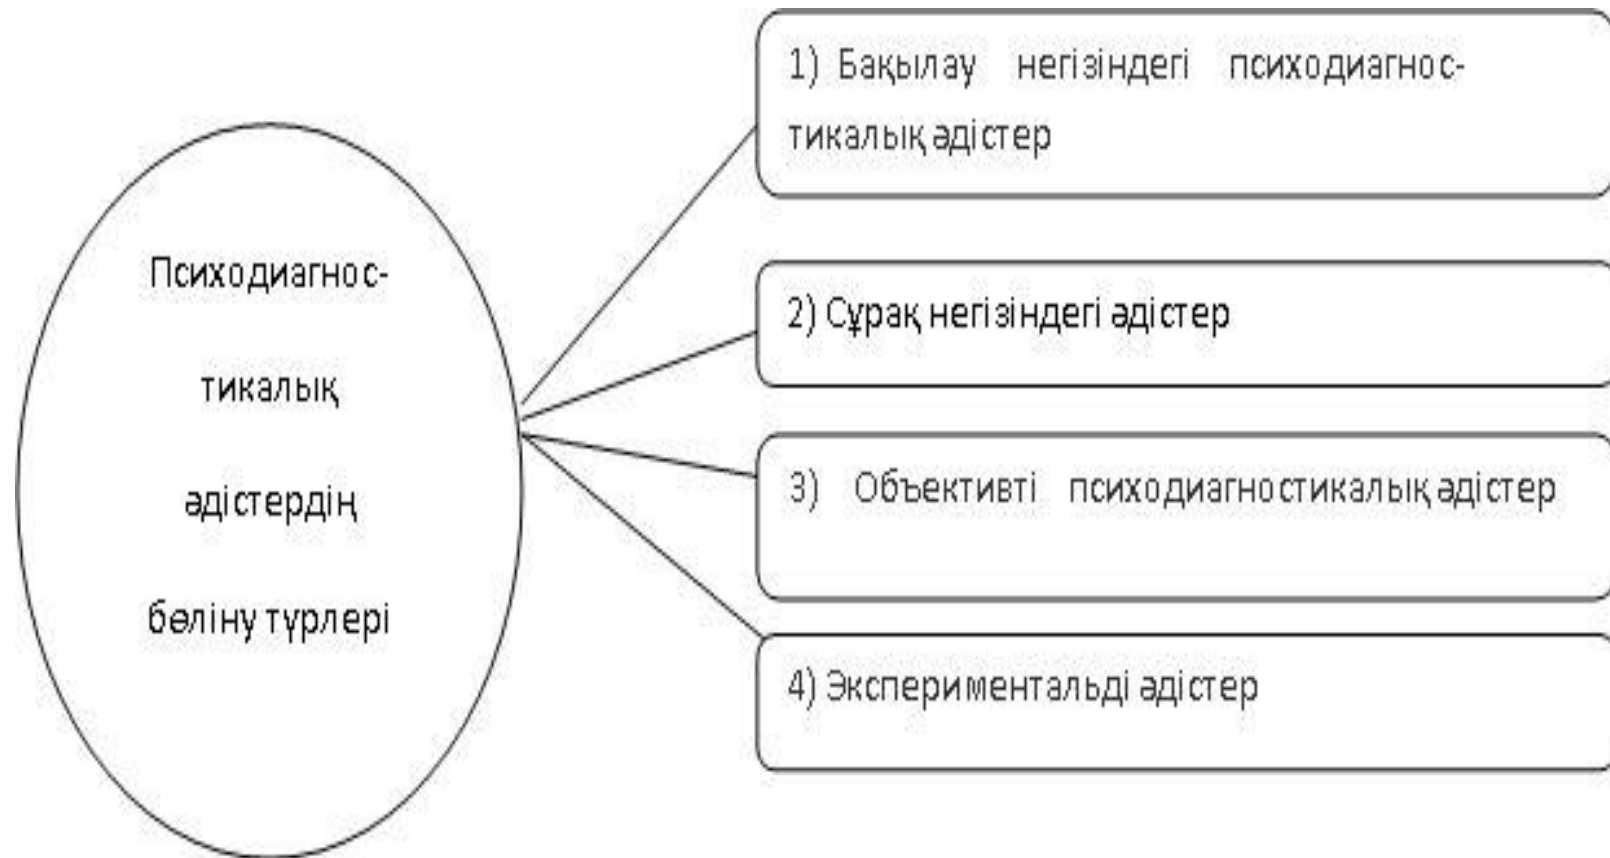 Психодиагнос-
тикалық
әдістердің
бөліну түрлері
1) Бақылау негізіндегі психодиагнос-
тикалық әдістер
2) Сұрақ негізіндегі әдістер
3) Объективті психодиагностикалық әдістер
4) Экспериментальді әдістер